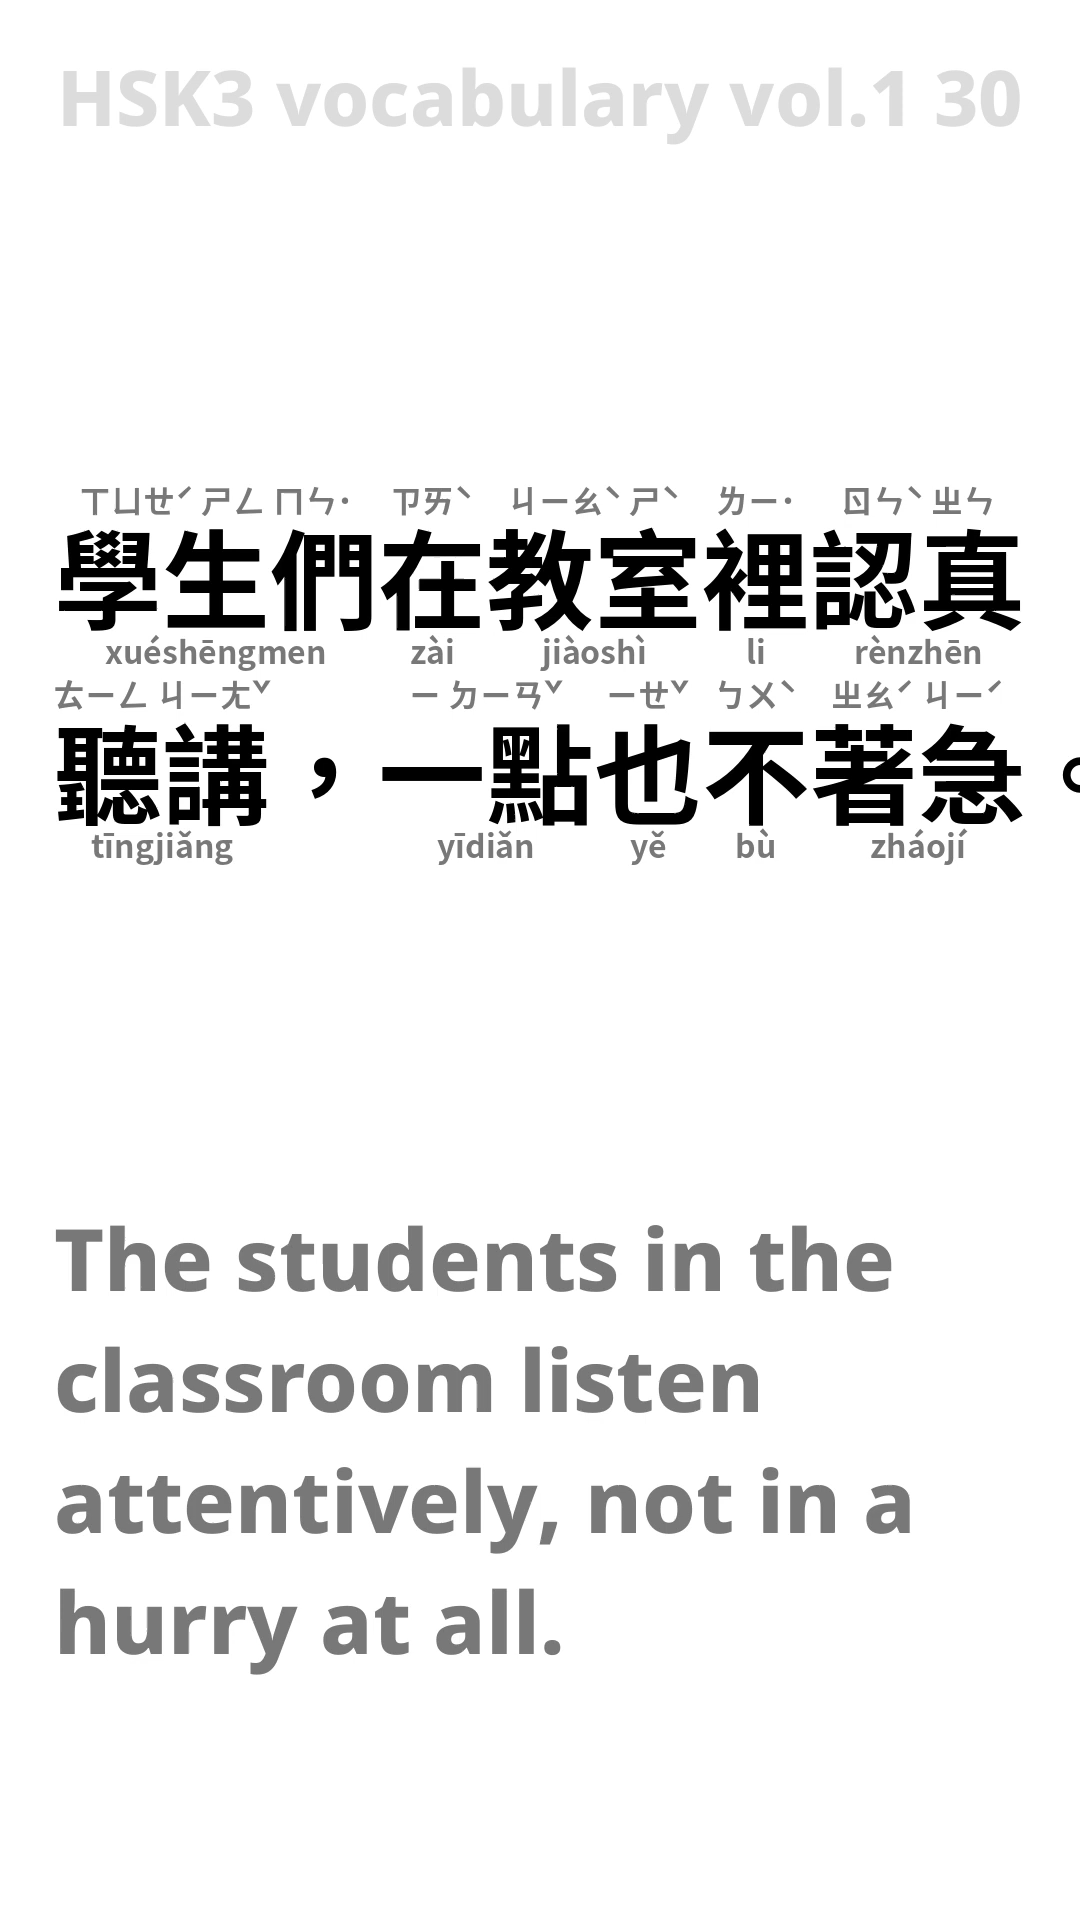 HSK3 vocabulary vol.1 30
ㄒㄩㄝˊ ㄕㄥ ㄇㄣ˙ ㄗㄞˋ ㄐㄧㄠˋ ㄕˋ ㄌㄧ˙ ㄖㄣˋ ㄓㄣ
學生們在教室裡認真
xuéshēngmen zài jiàoshì li rènzhēn
ㄊㄧㄥ ㄐㄧㄤˇ ㄧ ㄉㄧㄢˇ ㄧㄝˇ ㄅㄨˋ ㄓㄠˊ ㄐㄧˊ
聽講，一點也不著急。
tīngjiǎng yīdiǎn yě bù zháojí
The students in the
classroom listen
attentively, not in a
hurry at all.